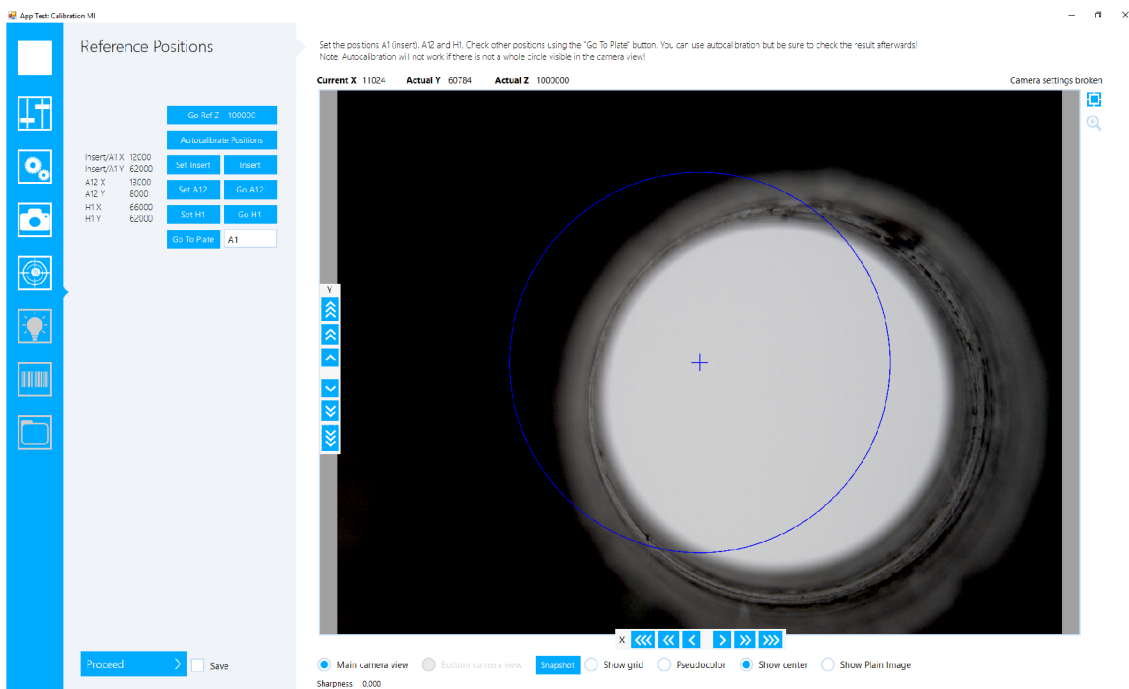 App Test: Calibration MI
Reference Positions
Set the positions A1 (insert), A12 and H1. Check other positions using the "Go To Plate" button. You can use autocalibration but be sure to check the result afterwards!
Note: Autocalibration will not work if there is not a whole circle visible in the camera view!
Current X 11024 Actual Y 60784 Actual Z 1000000 Camera settings broken
Go Ref Z 100000
Autocalibrate Positions
Insert/A1 X 12000
Insert/A1 Y 62000
Set Insert Insert
A12 X 13000
A12 Y 8000
Set A12 Go A12
H1 X 66000
H1 Y 62000
Set H1 Go H1
Go To Plate A1
Y
X
Proceed Save
Main camera view Bottom camera view Snapshot Show grid Pseudocolor Show center Show Plain Image
Sharpness 0,000